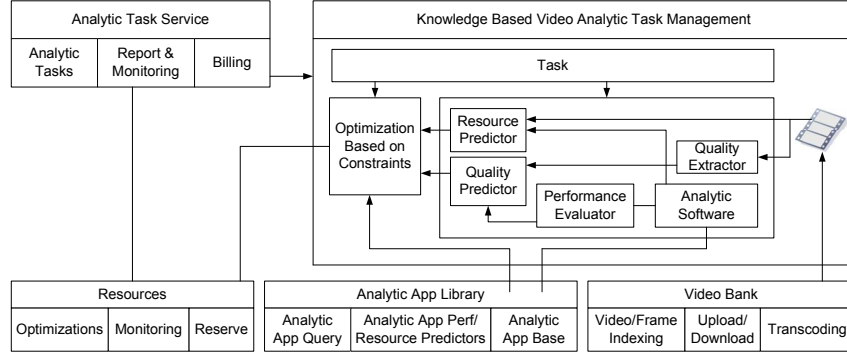 Analytic Task Service
Analytic
Tasks
Report &
Monitoring
Billing
Knowledge Based Video Analytic Task Management
Task
Optimization
Based on
Constraints
Resource
Predictor
Quality
Predictor
Quality
Extractor
Performance
Evaluator
Analytic
Software
Resources
Optimizations
Monitoring
Reserve
Analytic App Library
Analytic
App Query
Analytic App Perf/
Resource Predictors
Analytic
App Base
Video Bank
Video/Frame
Indexing
Upload/
Download
Transcoding